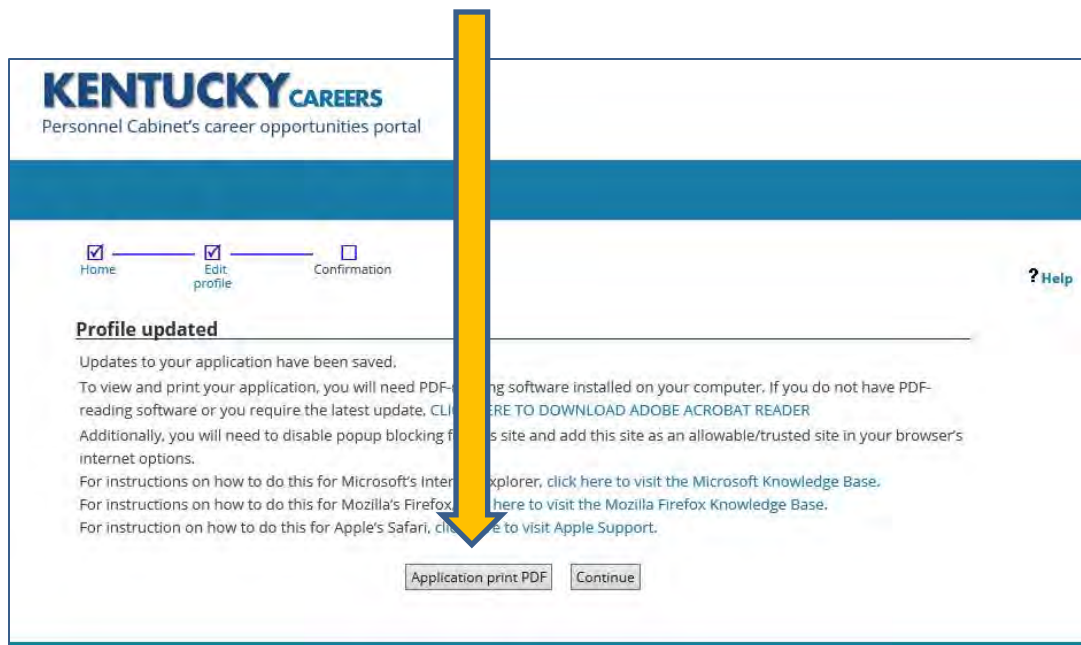 KENTUCKY CAREERS
Personnel Cabinet's career opportunities portal
Home
Edit profile
Confirmation
? Help
Profile updated
Updates to your application have been saved.
To view and print your application, you will need PDF- ng software installed on your computer. If you do not have PDF-
reading software or you require the latest update, CLI ERE TO DOWNLOAD ADOBE ACROBAT READER
Additionally, you will need to disable popup blocking f s site and add this site as an allowable/trusted site in your browser's
internet options.
For instructions on how to do this for Microsoft's Inter xplorer, click here to visit the Microsoft Knowledge Base.
For instructions on how to do this for Mozilla's Firefox, here to visit the Mozilla Firefox Knowledge Base.
For instruction on how to do this for Apple's Safari, cli e to visit Apple Support.
Application print PDF Continue